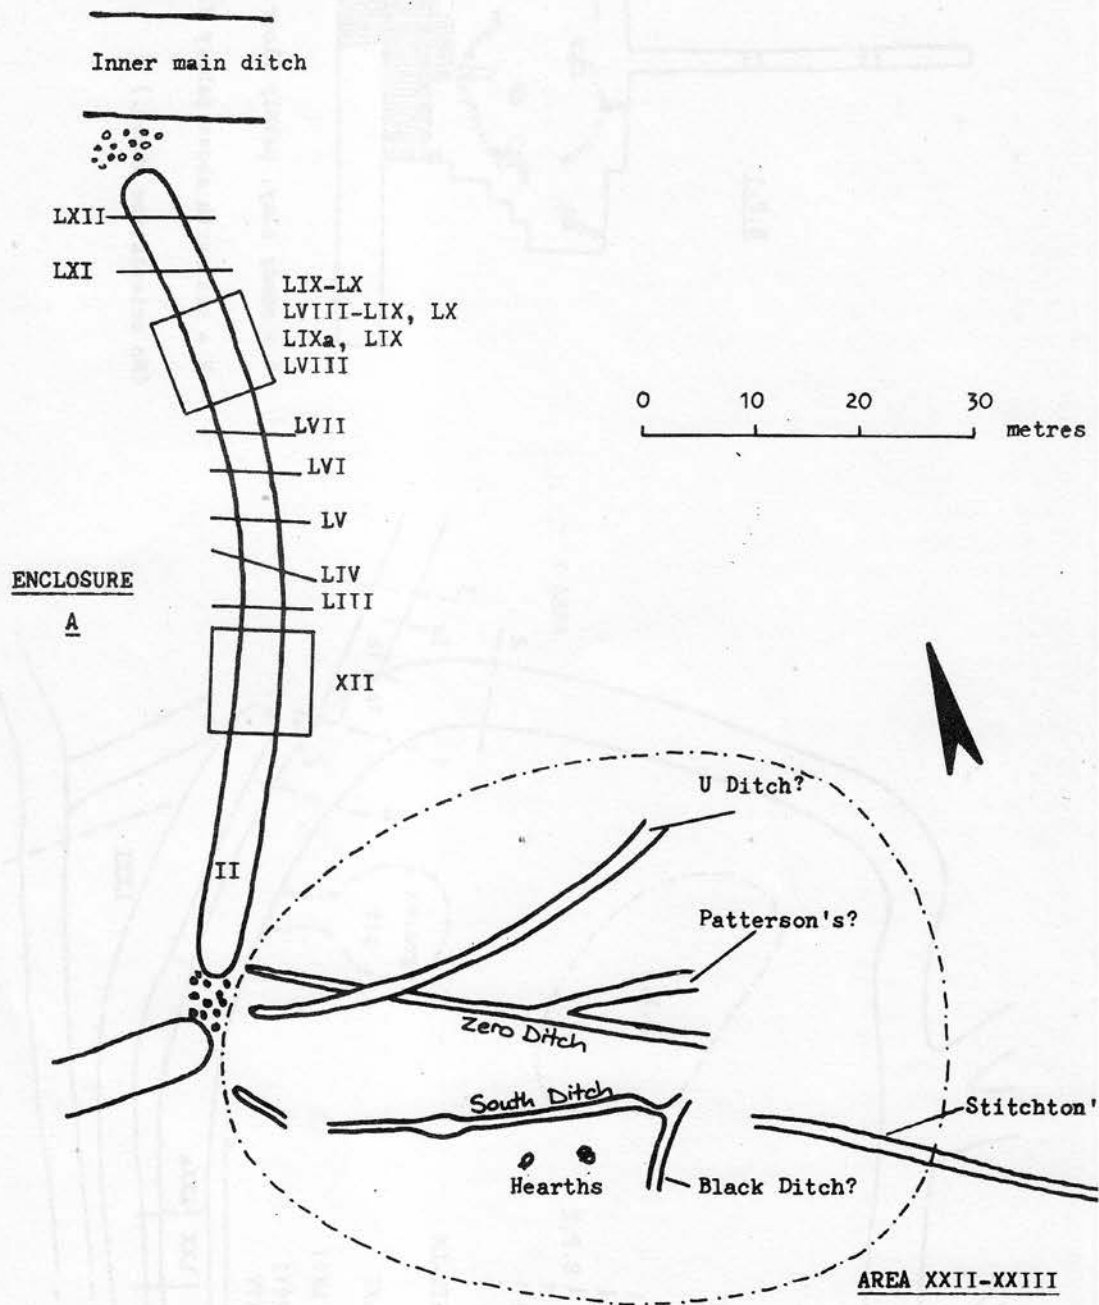 Inner main ditch
LXII
LXI
LIX-LX
LVIII-LIX, LX
LIXa, LIX
LVIII
0 10 20 30
metres
LVII
LVI
LV
LIV
LIII
ENCLOSURE
A
XII
U Ditch?
II
Patterson's?
Zero Ditch
South Ditch
Stitchton'
Hearths
Black Ditch?
AREA XXII-XXIII